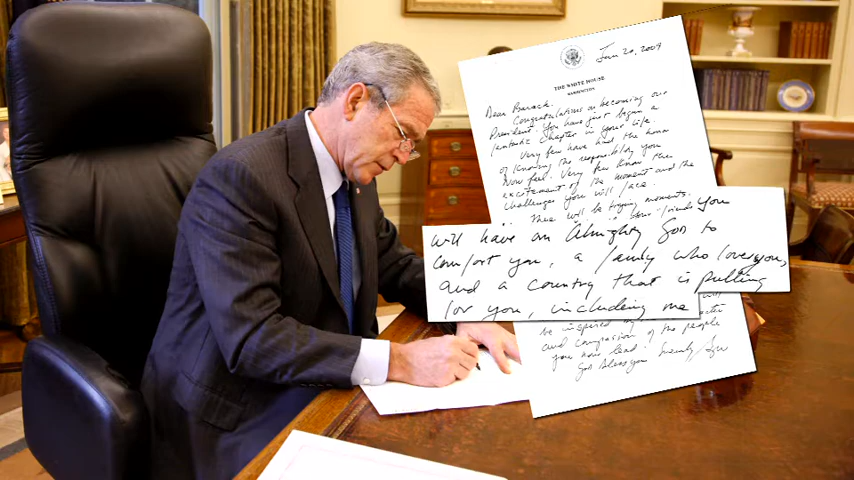 Jan 20, 2009
THE WHITE HOUSE
WASHINGTON
Dear Barack,
Congratulations on becoming our
President. You have just begun a
fantastic chapter in your life.
Very few have had the honor
of knowing the responsibility you
now feel. Very few know the
excitement of the moment and the
challenges you will face.
There will be trying moments.
"friends" you
will have an Almighty God to
comfort you, a family who loves you,
and a country that is pulling
for you, including me
will
be inspired by
and compassion of the people
you now lead.
God bless you. Sincerely,